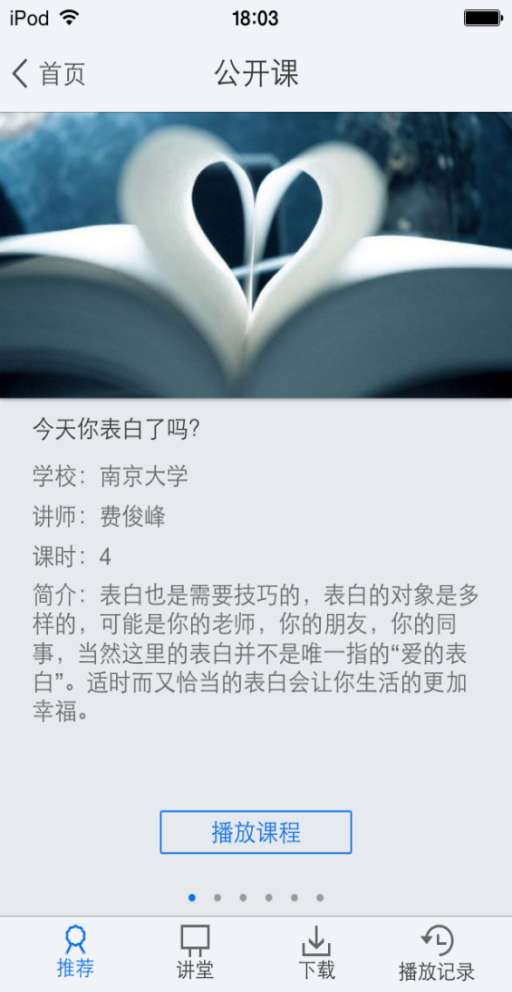 iPod 18:03
首页 公开课
今天你表白了吗?
学校：南京大学
讲师：费俊峰
课时：4
简介：表白也是需要技巧的，表白的对象是多
样的，可能是你的老师，你的朋友，你的同
事，当然这里的表白并不是唯一指的“爱的表
白”。适时而又恰当的表白会让你生活的更加
幸福。
播放课程
推荐 讲堂 下载 播放记录